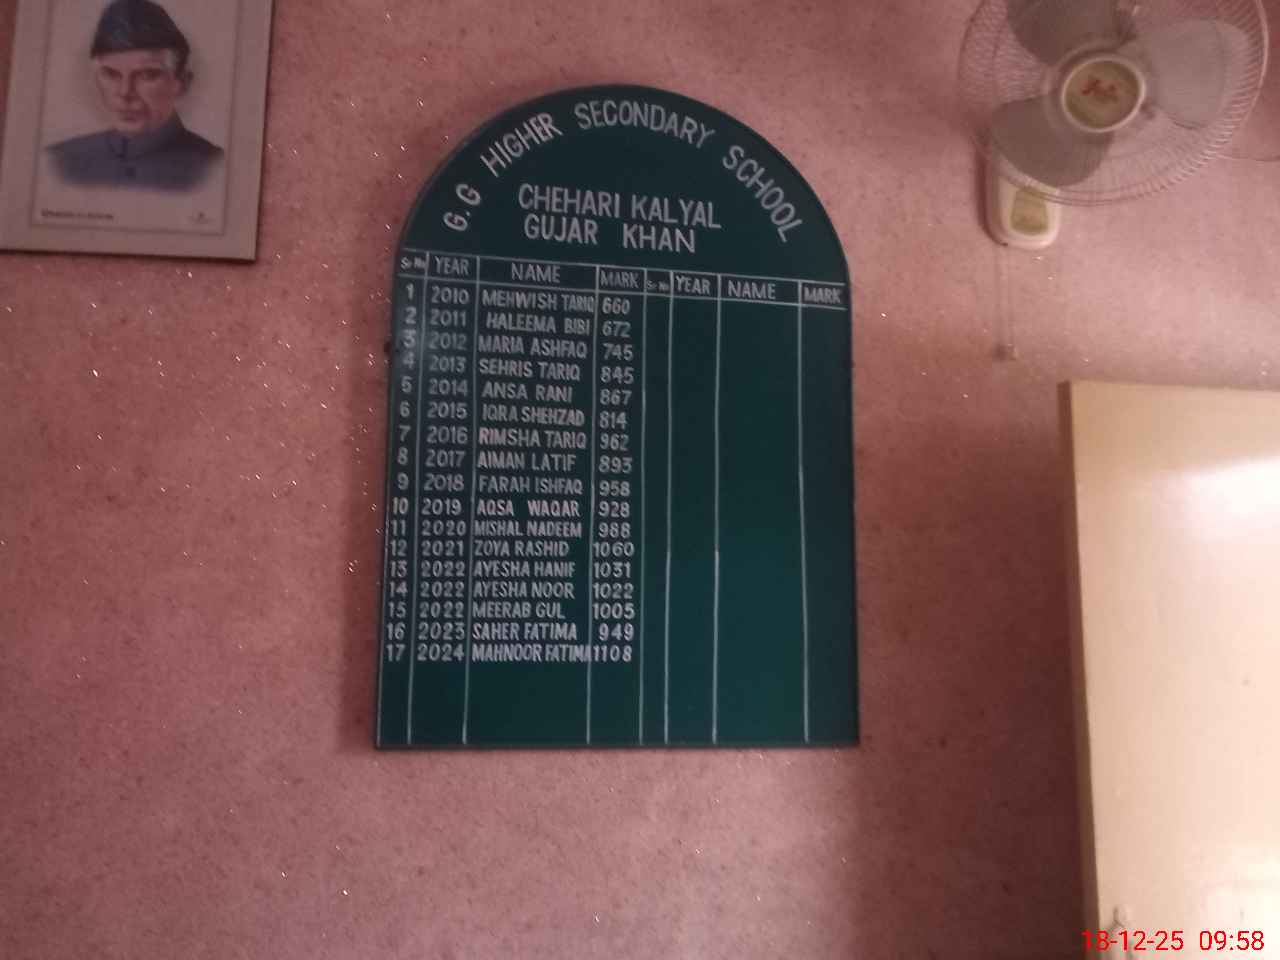 G.G HIGHER SECONDARY SCHOOL
CHEHARI KALYAL
GUJAR KHAN
Sr No YEAR NAME MARK Sr No YEAR NAME MARK
1 2010 MEHWISH TARIQ 660
2 2011 HALEEMA BIBI 672
3 2012 MARIA ASHFAQ 745
4 2013 SEHRIS TARIQ 845
5 2014 ANSA RANI 867
6 2015 IQRA SHEHZAD 814
7 2016 RIMSHA TARIQ 962
8 2017 AIMAN LATIF 893
9 2018 FARAH ISHFAQ 958
10 2019 AQSA WAQAR 928
11 2020 MISHAL NADEEM 988
12 2021 ZOYA RASHID 1060
13 2022 AYESHA HANIF 1031
14 2022 AYESHA NOOR 1022
15 2022 MEERAB GUL 1005
16 2023 SAHER FATIMA 949
17 2024 MAHNOOR FATIMA 1108
18-12-25 09:58